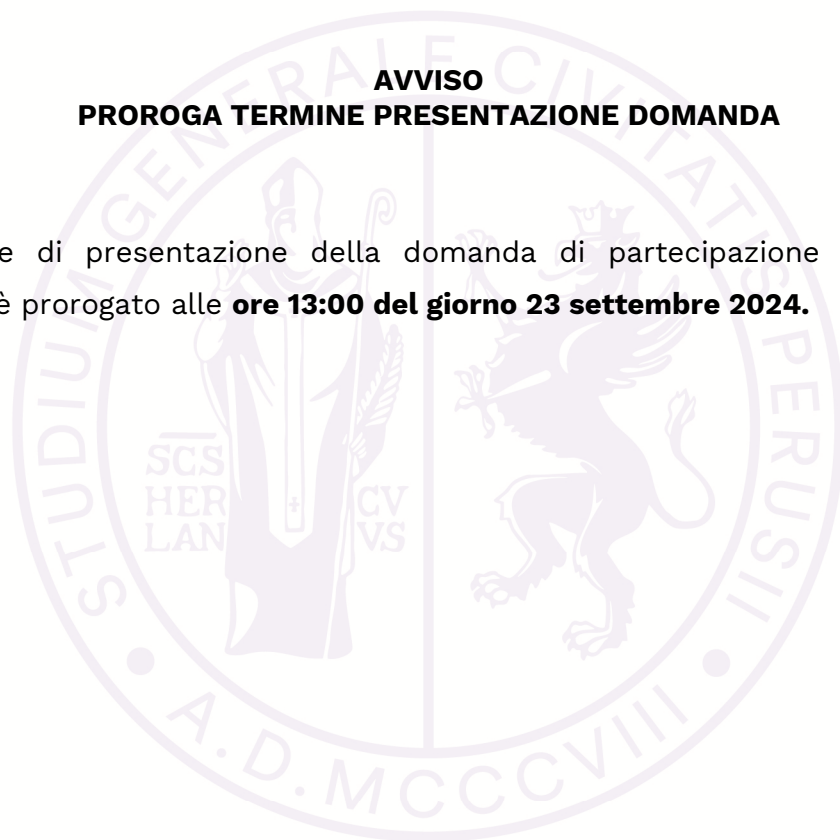 AVVISO
PROROGA TERMINE PRESENTAZIONE DOMANDA
e di presentazione della domanda di partecipazione
è prorogato alle ore 13:00 del giorno 23 settembre 2024.
STUDIUM GENERALE CIVITATIS PERUSII
SCS
HER CV
LAN VS
A.D. MCCCVIII